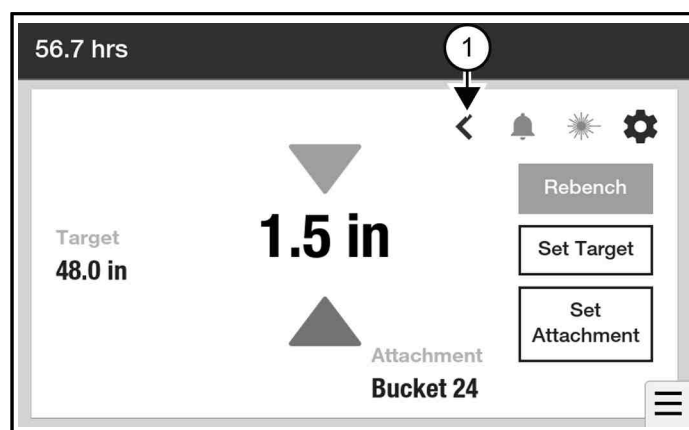 56.7 hrs
1
Rebench
Target
48.0 in
1.5 in
Set Target
Set
Attachment
Attachment
Bucket 24